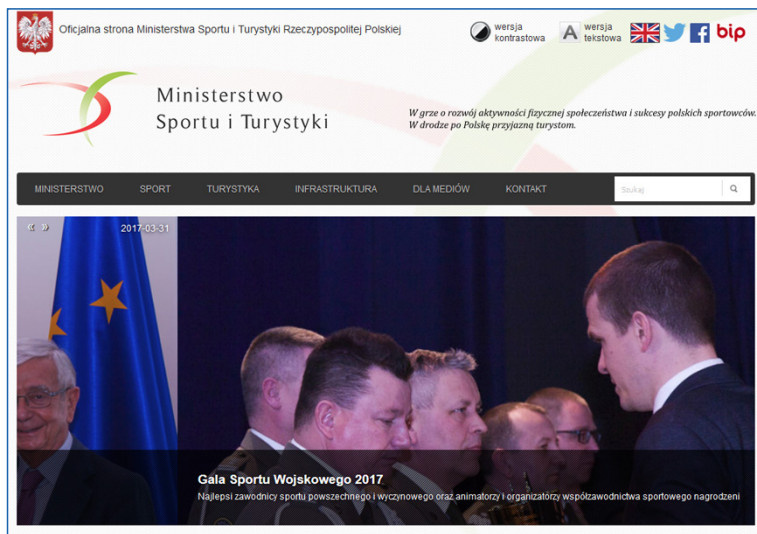 Oficjalna strona Ministerstwa Sportu i Turystyki Rzeczypospolitej Polskiej
wersja
kontrastowa
A
wersja
tekstowa
f
bip
Ministerstwo
Sportu i Turystyki
W grze o rozwój aktywności fizycznej społeczeństwa i sukcesy polskich sportowców.
W drodze po Polskę przyjazną turystom.
MINISTERSTWO SPORT TURYSTYKA INFRASTRUKTURA DLA MEDIÓW KONTAKT Szukaj
« » 2017-03-31
Gala Sportu Wojskowego 2017
Najlepsi zawodnicy sportu powszechnego i wyczynowego oraz animatorzy i organizatorzy współzawodnictwa sportowego nagrodzeni